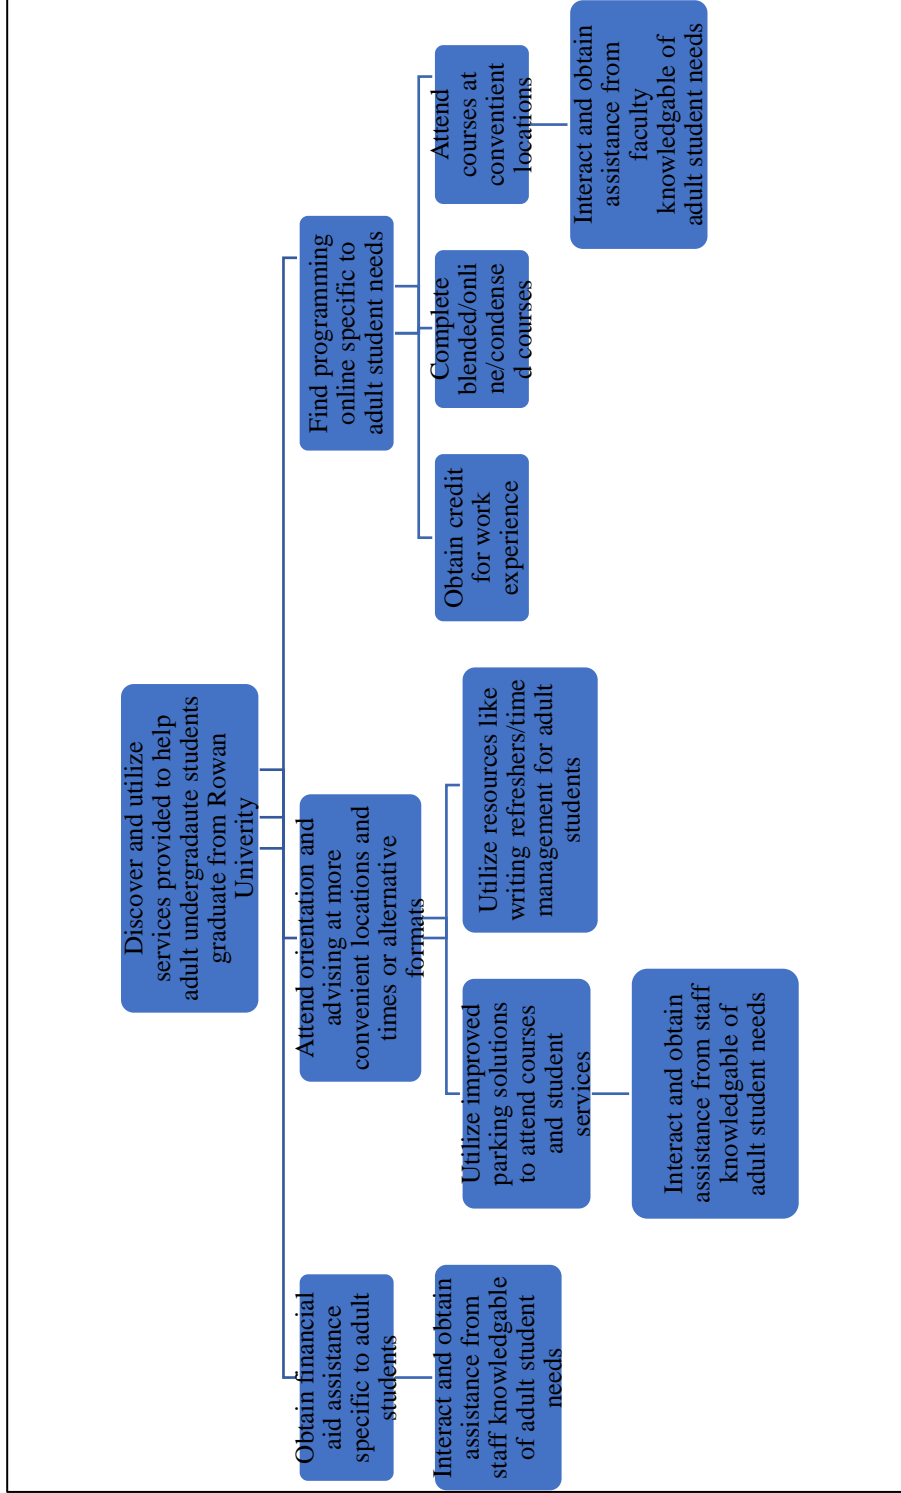 Discover and utilize
services provided to help
adult undergradaute students
graduate from Rowan
Univerity
Obtain financial
aid assistance
specific to adult
students
Interact and obtain
assistance from
staff knowledgable
of adult student
needs
Attend orientation and
advising at more
convenient locations and
times or alternative
formats
Utilize improved
parking solutions
to attend courses
and student
services
Interact and obtain
assistance from staff
knowledgable of
adult student needs
Utilize resources like
writing refreshers/time
management for adult
students
Find programming
online specific to
adult student needs
Obtain credit
for work
experience
Complete
blended/onli
ne/condense
d courses
Attend
courses at
conventient
locations
Interact and obtain
assistance from
faculty
knowledgable of
adult student needs